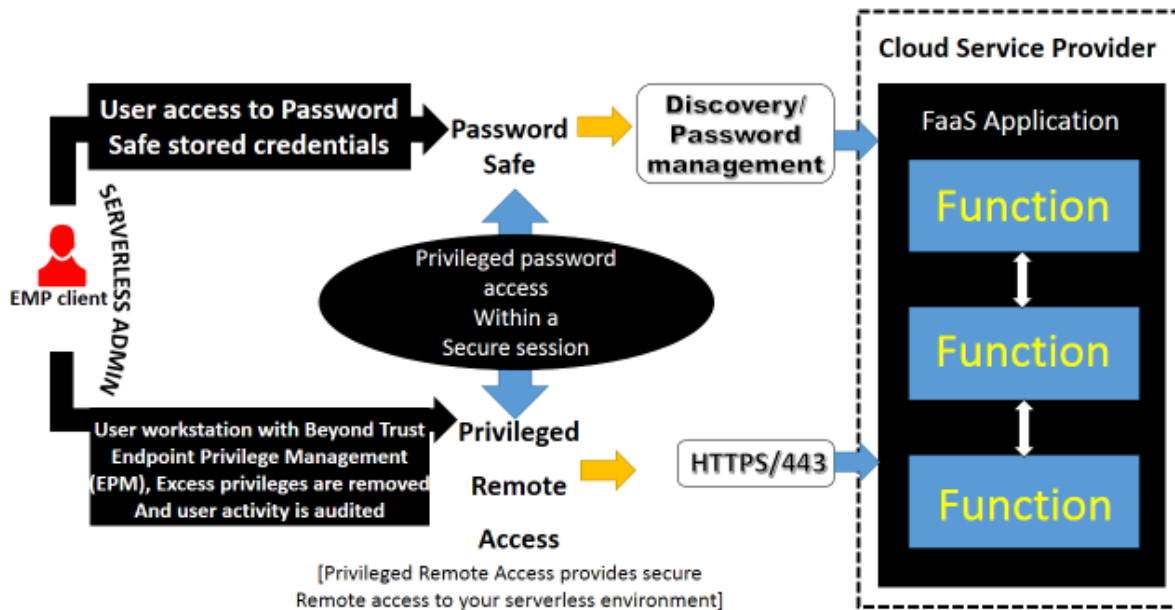 Cloud Service Provider
User access to Password
Safe stored credentials
Password
Safe
Discovery/
Password
management
FaaS Application
Function
Function
Function
SERVERLESS ADMIN
EMP client
Privileged password
access
Within a
Secure session
User workstation with Beyond Trust
Endpoint Privilege Management
(EPM), Excess privileges are removed
And user activity is audited
Privileged
Remote
Access
HTTPS/443
[Privileged Remote Access provides secure
Remote access to your serverless environment]